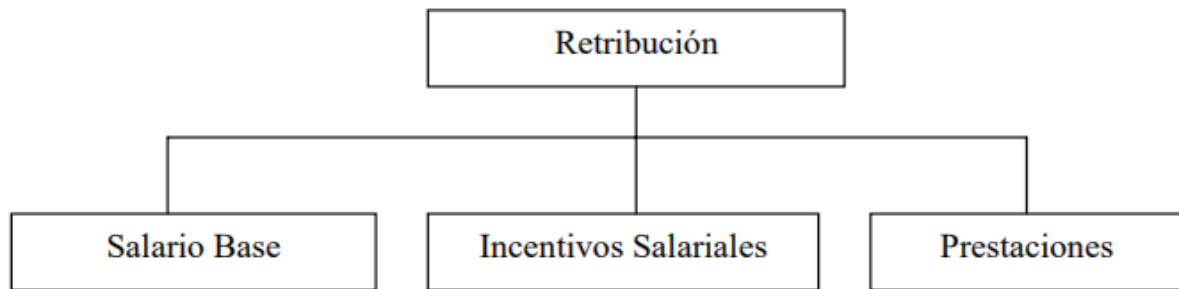 Retribución
Salario Base
Incentivos Salariales
Prestaciones